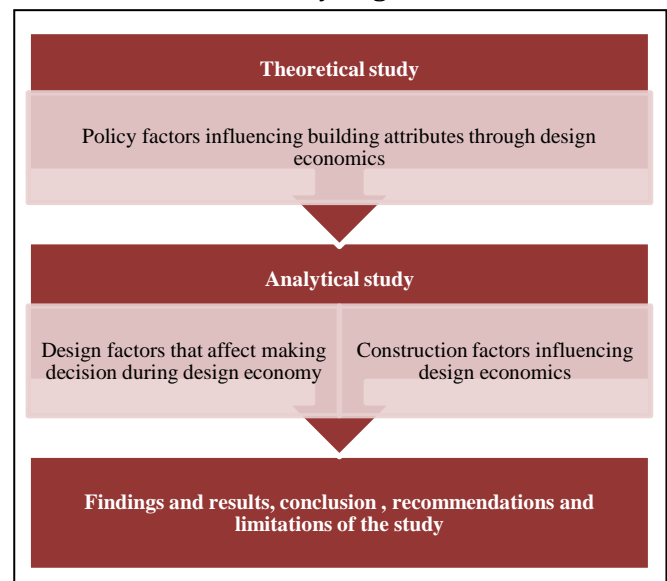 Theoretical study
Policy factors influencing building attributes through design
economics
Analytical study
Design factors that affect making
decision during design economy
Construction factors influencing
design economics
Findings and results, conclusion , recommendations and
limitations of the study